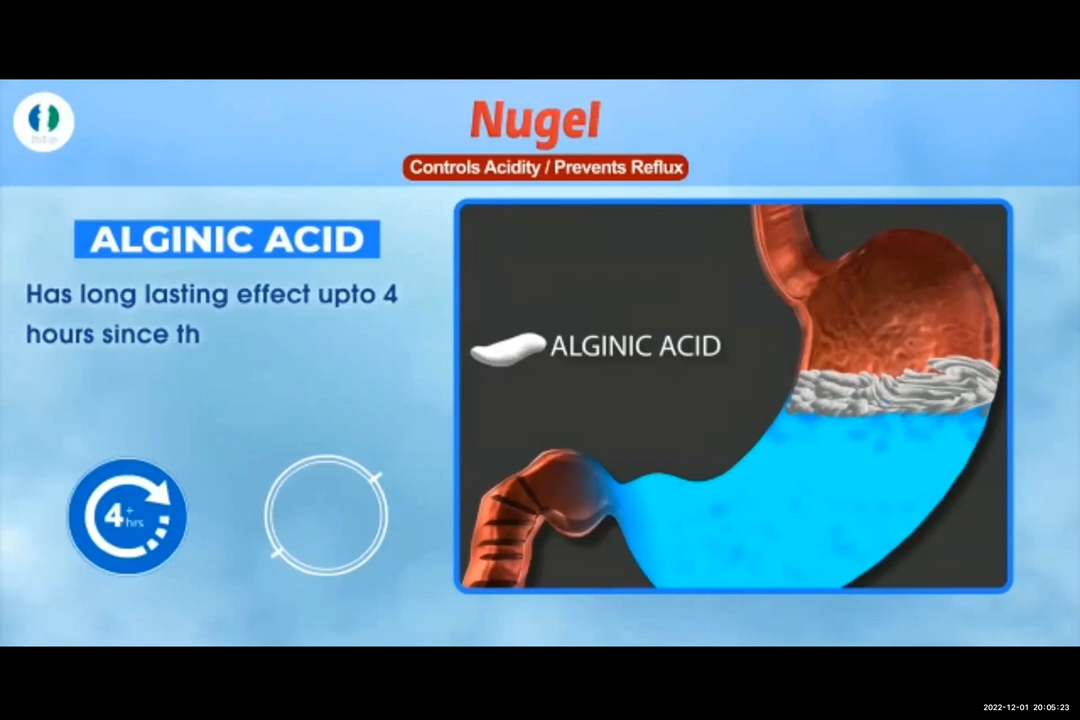 Nugel
Controls Acidity / Prevents Reflux
ALGINIC ACID
Has long lasting effect upto 4
hours since th
ALGINIC ACID
4+
hrs
2022-12-01 20:05:23